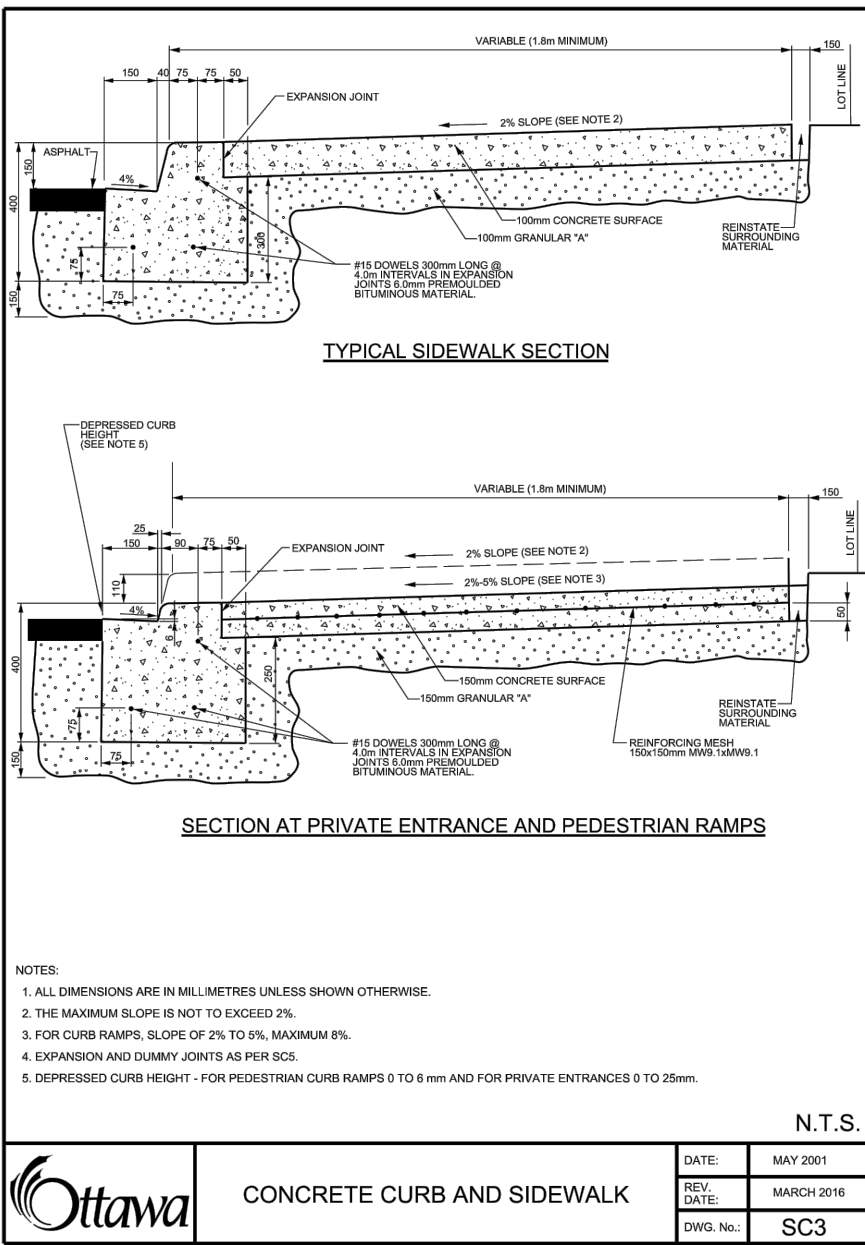 VARIABLE (1.8m MINIMUM)
150
150
40
75
75
50
EXPANSION JOINT
LOT LINE
2% SLOPE (SEE NOTE 2)
ASPHALT
150
4%
400
100mm CONCRETE SURFACE
100mm GRANULAR "A"
REINSTATE
SURROUNDING
MATERIAL
300
75
75
150
#15 DOWELS 300mm LONG @
4.0m INTERVALS IN EXPANSION
JOINTS 6.0mm PREMOULDED
BITUMINOUS MATERIAL.
TYPICAL SIDEWALK SECTION
DEPRESSED CURB
HEIGHT
(SEE NOTE 5)
VARIABLE (1.8m MINIMUM)
150
25
150
90
75
50
EXPANSION JOINT
LOT LINE
2% SLOPE (SEE NOTE 2)
2%-5% SLOPE (SEE NOTE 3)
110
4%
6
50
400
250
150mm CONCRETE SURFACE
150mm GRANULAR "A"
REINSTATE
SURROUNDING
MATERIAL
75
75
150
#15 DOWELS 300mm LONG @
4.0m INTERVALS IN EXPANSION
JOINTS 6.0mm PREMOULDED
BITUMINOUS MATERIAL.
REINFORCING MESH
150x150mm MW9.1xMW9.1
SECTION AT PRIVATE ENTRANCE AND PEDESTRIAN RAMPS
NOTES:
1. ALL DIMENSIONS ARE IN MILLIMETRES UNLESS SHOWN OTHERWISE.
2. THE MAXIMUM SLOPE IS NOT TO EXCEED 2%.
3. FOR CURB RAMPS, SLOPE OF 2% TO 5%, MAXIMUM 8%.
4. EXPANSION AND DUMMY JOINTS AS PER SC5.
5. DEPRESSED CURB HEIGHT - FOR PEDESTRIAN CURB RAMPS 0 TO 6 mm AND FOR PRIVATE ENTRANCES 0 TO 25mm.
N.T.S.
Ottawa
CONCRETE CURB AND SIDEWALK
DATE: MAY 2001
REV. DATE: MARCH 2016
DWG. No.: SC3